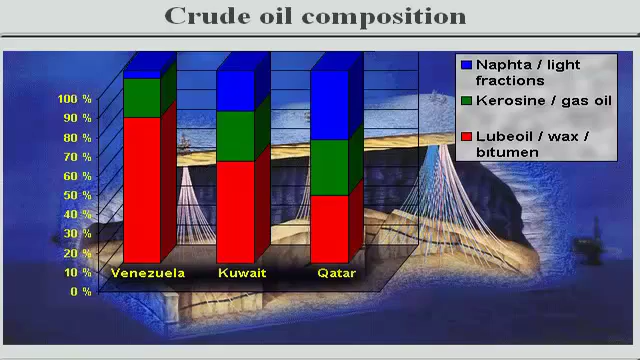 Crude oil composition
Naphta / light
fractions
Kerosine / gas oil
Lubeoil / wax /
bitumen
100 %
90 %
80 %
70 %
60 %
50 %
40 %
30 %
20 %
10 %
0 %
Venezuela
Kuwait
Qatar